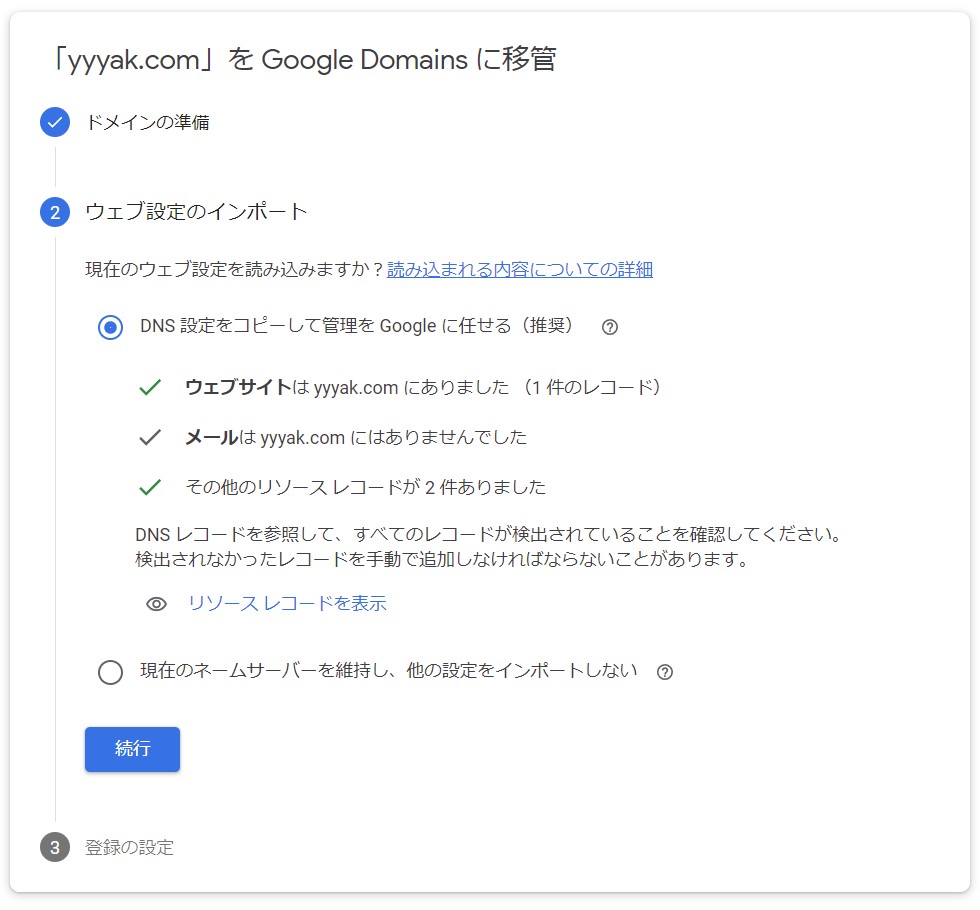 「yyyak.com」を Google Domains に移管
ドメインの準備
2 ウェブ設定のインポート
現在のウェブ設定を読み込みますか？読み込まれる内容についての詳細
DNS 設定をコピーして管理を Google に任せる（推奨）
ウェブサイトは yyyak.com にありました （1 件のレコード）
メールは yyyak.com にはありませんでした
その他のリソース レコードが 2 件ありました
DNS レコードを参照して、すべてのレコードが検出されていることを確認してください。
検出されなかったレコードを手動で追加しなければならないことがあります。
リソース レコードを表示
現在のネームサーバーを維持し、他の設定をインポートしない
続行
3 登録の設定